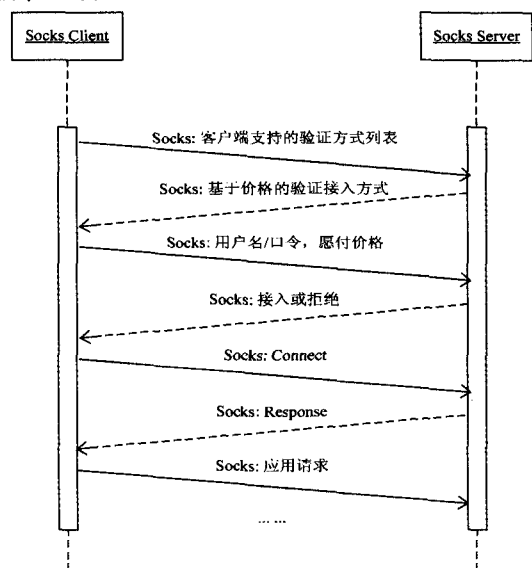 Socks Client
Socks Server
Socks: 客户端支持的验证方式列表
Socks: 基于价格的验证接入方式
Socks: 用户名/口令，愿付价格
Socks: 接入或拒绝
Socks: Connect
Socks: Response
Socks: 应用请求
... ...